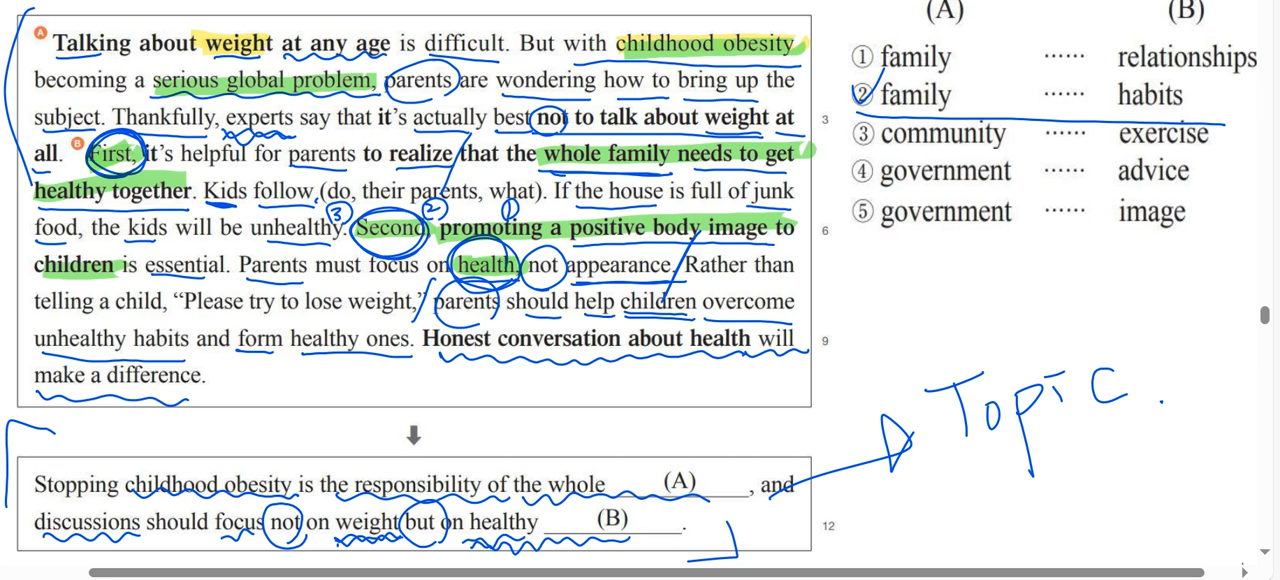 A Talking about weight at any age is difficult. But with childhood obesity
becoming a serious global problem, parents are wondering how to bring up the
subject. Thankfully, experts say that it's actually best not to talk about weight at
3
all. B First, it's helpful for parents to realize that the whole family needs to get
healthy together. Kids follow (do, their parents, what). If the house is full of junk
3 2 1
food, the kids will be unhealthy. Second, promoting a positive body image to
6
children is essential. Parents must focus on health, not appearance. Rather than
telling a child, “Please try to lose weight,” parents should help children overcome
unhealthy habits and form healthy ones. Honest conversation about health will
9
make a difference.
Stopping childhood obesity is the responsibility of the whole (A), and
discussions should focus not on weight but on healthy (B).
12
(A) (B)
① family ······ relationships
② family ······ habits
③ community ······ exercise
④ government ······ advice
⑤ government ······ image
Topic.